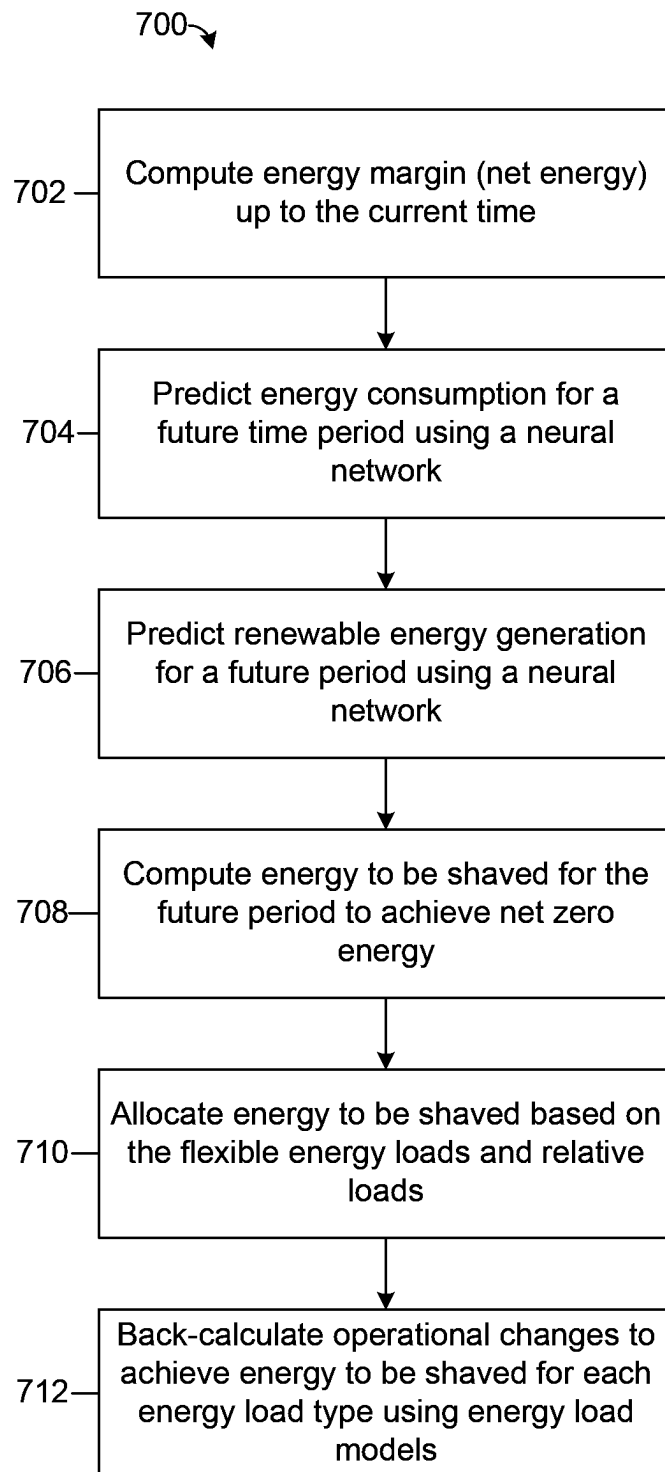 700
702
Compute energy margin (net energy)
up to the current time
704
Predict energy consumption for a
future time period using a neural
network
706
Predict renewable energy generation
for a future period using a neural
network
708
Compute energy to be shaved for the
future period to achieve net zero
energy
710
Allocate energy to be shaved based on
the flexible energy loads and relative
loads
712
Back-calculate operational changes to
achieve energy to be shaved for each
energy load type using energy load
models